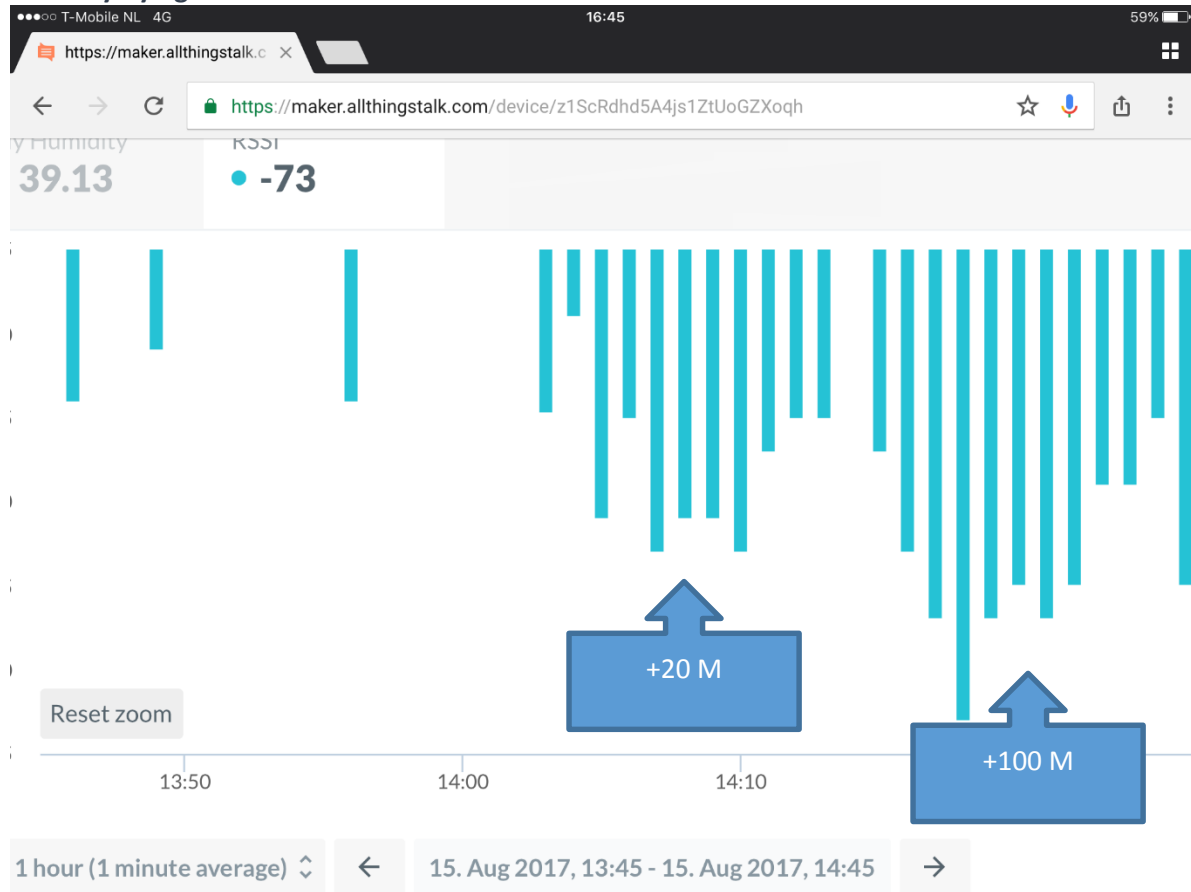 T-Mobile NL 4G 16:45 59%
https://maker.allthingstalk.c
https://maker.allthingstalk.com/device/z1ScRdhd5A4js1ZtUoGZXoqh
y Humidity RSSI
39.13 -73
+20 M
Reset zoom
+100 M
13:50 14:00 14:10
1 hour (1 minute average) 15. Aug 2017, 13:45 - 15. Aug 2017, 14:45